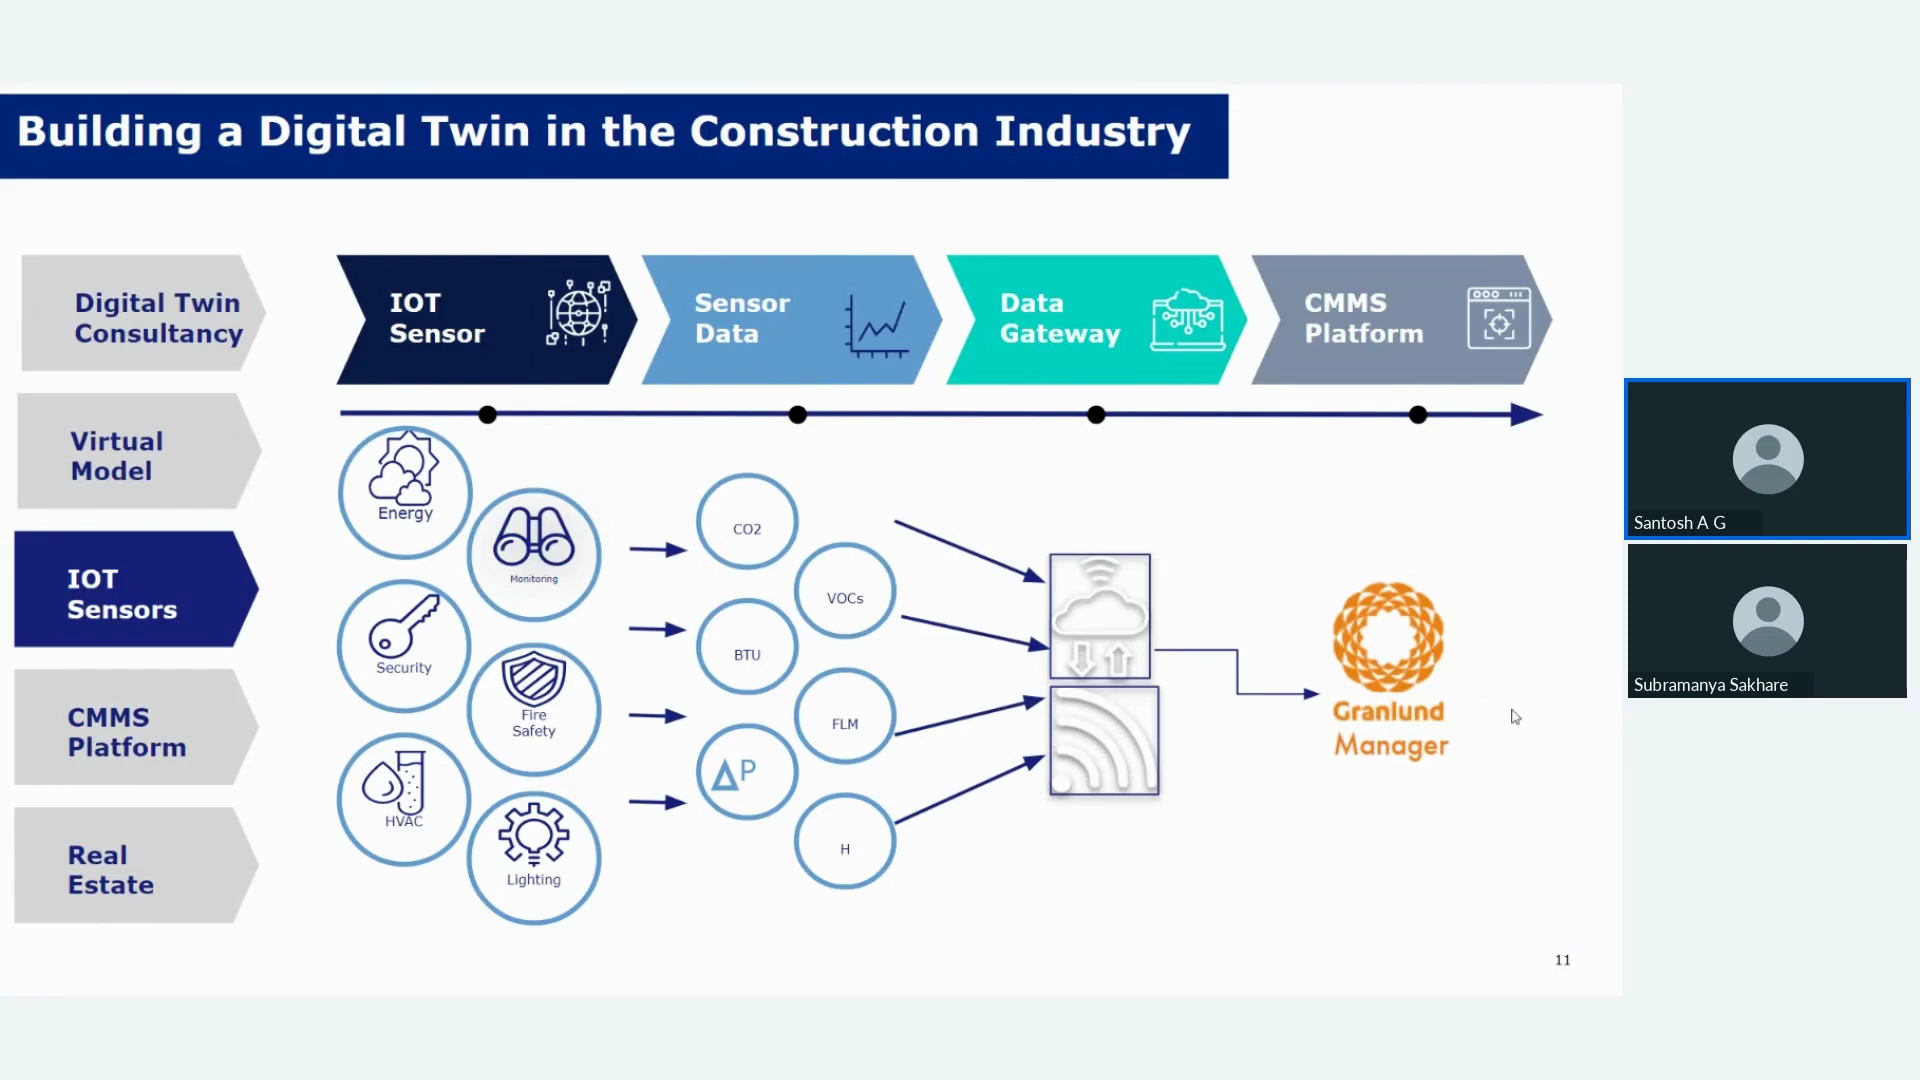 Building a Digital Twin in the Construction Industry
Digital Twin
Consultancy
Virtual
Model
IOT
Sensors
CMMS
Platform
Real
Estate
IOT
Sensor
Sensor
Data
Data
Gateway
CMMS
Platform
Energy
Monitoring
Security
Fire
Safety
HVAC
Lighting
CO2
VOCs
BTU
FLM
ΔP
H
Granlund
Manager
11
Santosh A G
Subramanya Sakhare